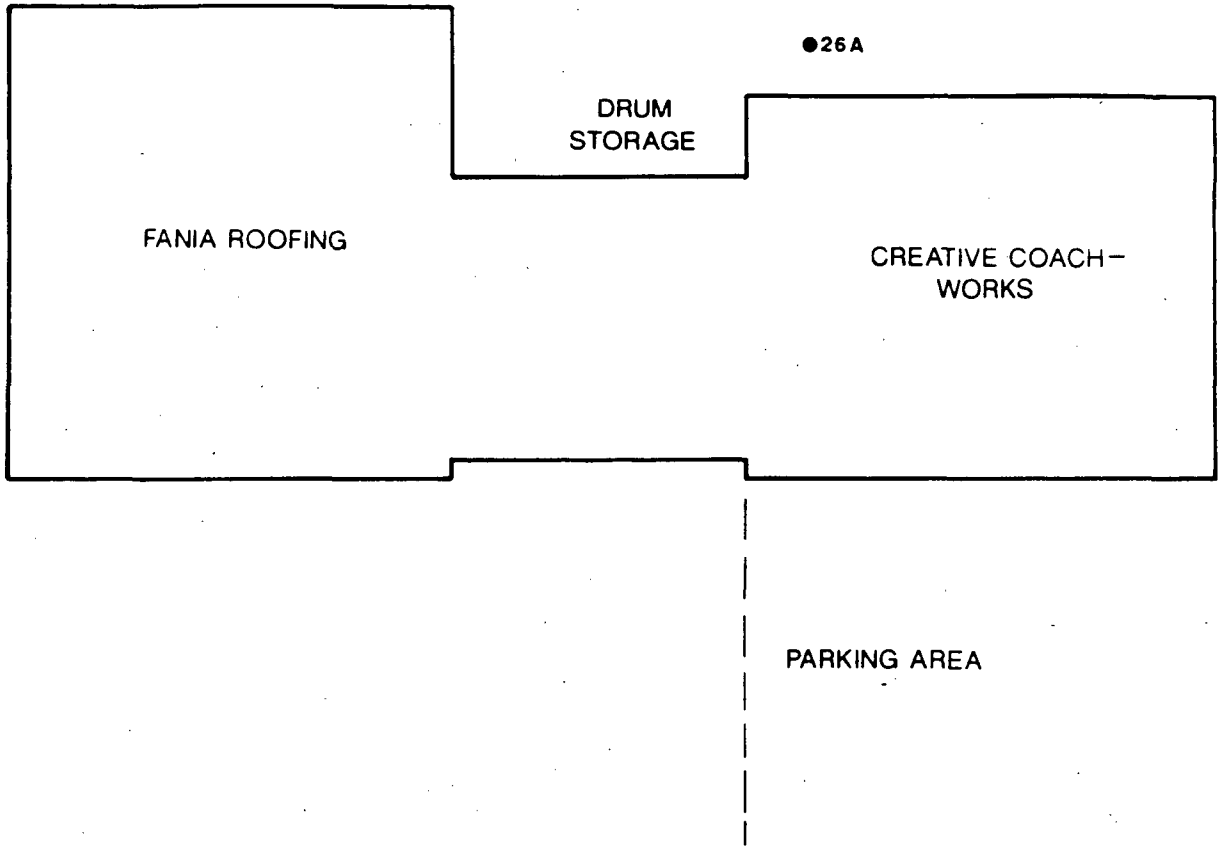 ●26A
DRUM
STORAGE
FANIA ROOFING
CREATIVE COACH-
WORKS
PARKING AREA